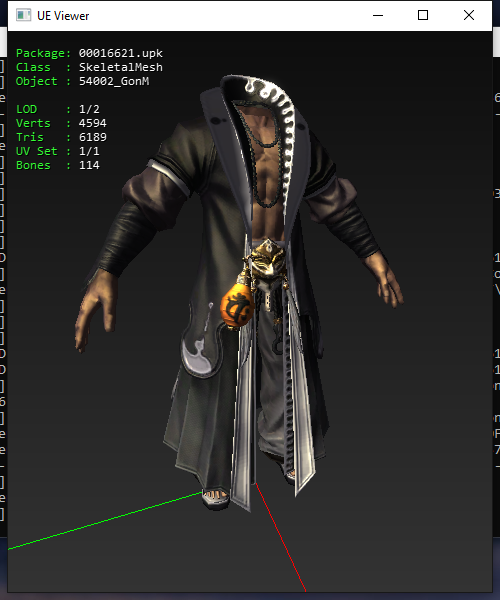 UE Viewer
Package: 00016621.upk
Class : SkeletalMesh
Object : 54002_GonM
LOD : 1/2
Verts : 4594
Tris : 6189
UV Set : 1/1
Bones : 114